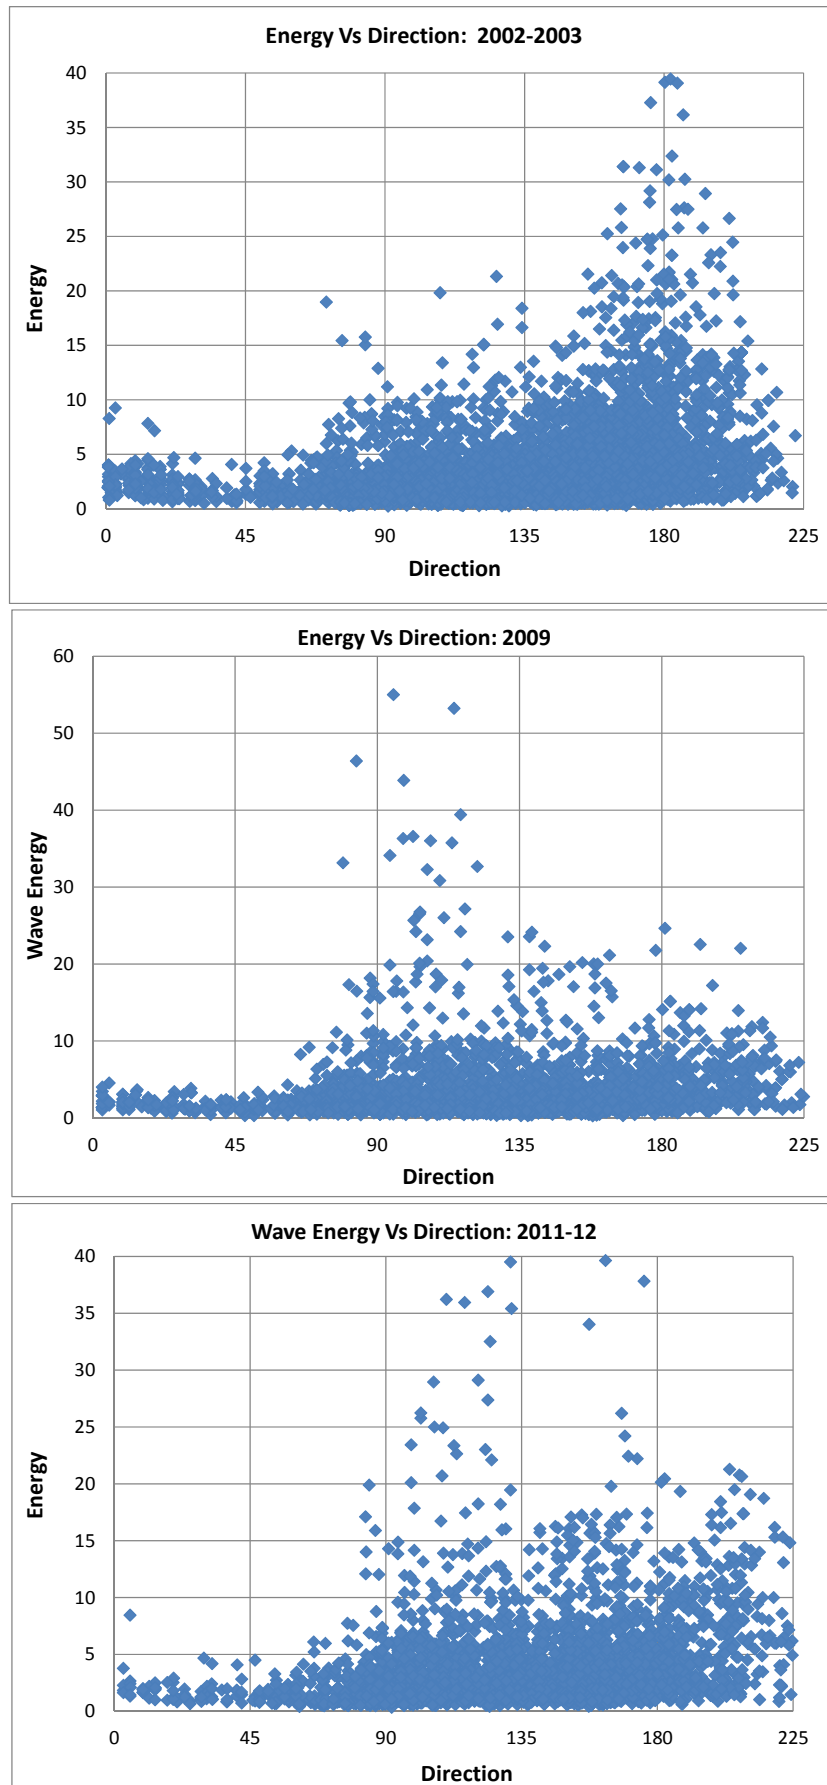 Energy Vs Direction: 2002-2003
40
35
30
25
20
15
10
5
0
Energy
0 45 90 135 180 225
Direction
Energy Vs Direction: 2009
60
50
40
30
20
10
0
Wave Energy
0 45 90 135 180 225
Direction
Wave Energy Vs Direction: 2011-12
40
35
30
25
20
15
10
5
0
Energy
0 45 90 135 180 225
Direction